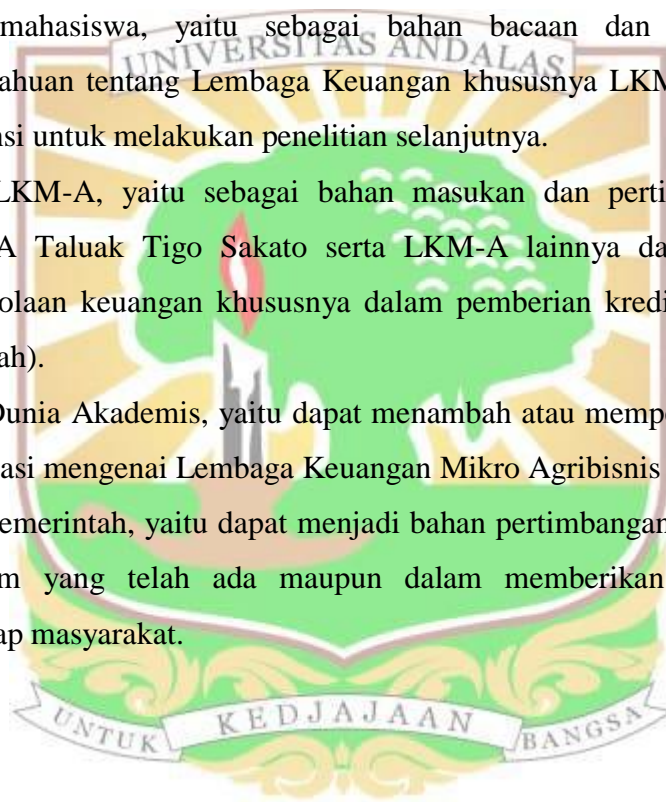 mahasiswa, yaitu sebagai bahan bacaan dan
UNIVERSITAS ANDALAS
ahuan tentang Lembaga Keuangan khususnya LKM
nsi untuk melakukan penelitian selanjutnya.
LKM-A, yaitu sebagai bahan masukan dan perti
A Taluak Tigo Sakato serta LKM-A lainnya da
olaan keuangan khususnya dalam pemberian kredi
ah).
Dunia Akademis, yaitu dapat menambah atau mempe
asi mengenai Lembaga Keuangan Mikro Agribisnis
emerintah, yaitu dapat menjadi bahan pertimbangan
m yang telah ada maupun dalam memberikan
ap masyarakat.
UNTUK KEDJAJAAN BANGSA